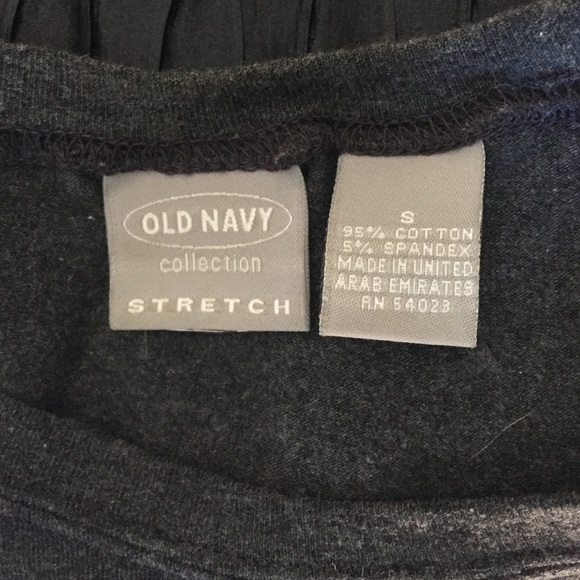 OLD NAVY
collection
STRETCH
S
95% COTTON
5% SPANDEX
MADE IN UNITED
ARAB EMIRATES
RN 54023